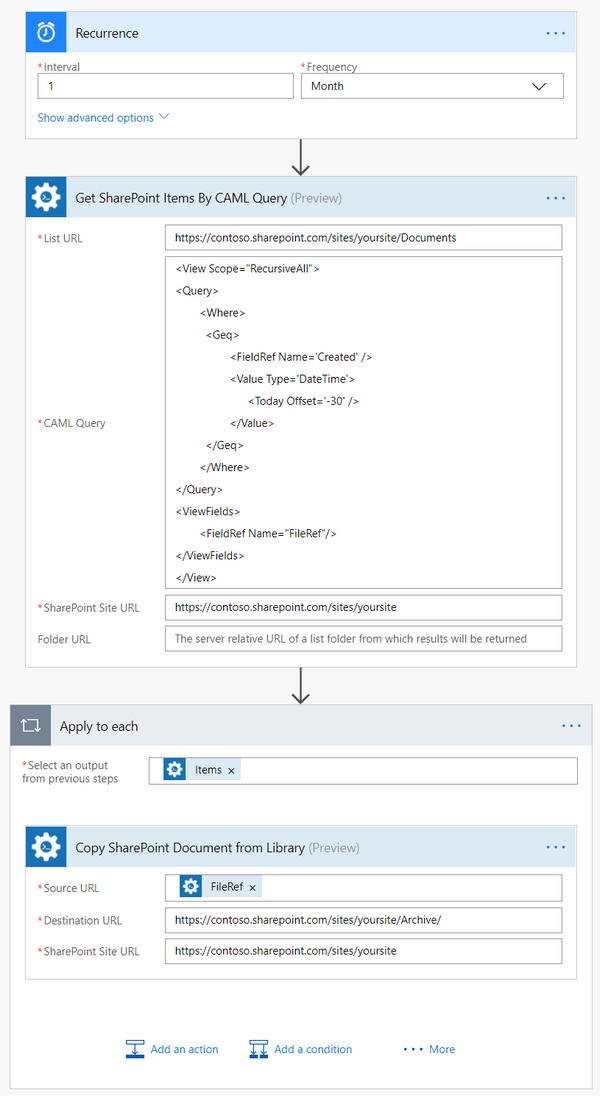 Recurrence
*Interval
*Frequency
1
Month
Show advanced options
Get SharePoint Items By CAML Query (Preview)
*List URL
https://contoso.sharepoint.com/sites/yoursite/Documents
*CAML Query
<View Scope="RecursiveAll">
<Query>
<Where>
<Geq>
<FieldRef Name='Created' />
<Value Type='DateTime'>
<Today Offset='-30' />
</Value>
</Geq>
</Where>
</Query>
<ViewFields>
<FieldRef Name="FileRef"/>
</ViewFields>
</View>
*SharePoint Site URL
https://contoso.sharepoint.com/sites/yoursite
Folder URL
The server relative URL of a list folder from which results will be returned
Apply to each
*Select an output
from previous steps
Items x
Copy SharePoint Document from Library (Preview)
*Source URL
FileRef x
*Destination URL
https://contoso.sharepoint.com/sites/yoursite/Archive/
*SharePoint Site URL
https://contoso.sharepoint.com/sites/yoursite
Add an action
Add a condition
More